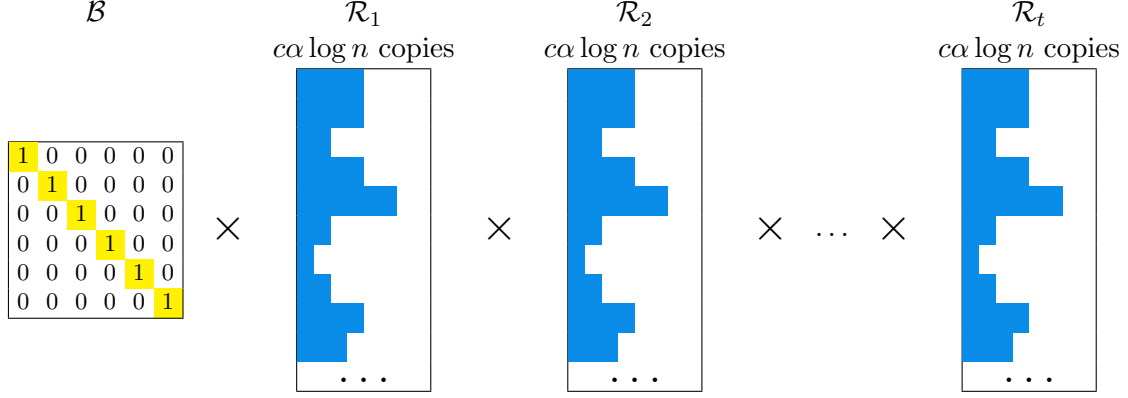 ℬ ℛ₁ ℛ₂ ℛₜ
cα log n copies cα log n copies cα log n copies
1 0 0 0 0 0
0 1 0 0 0 0
0 0 1 0 0 0
0 0 0 1 0 0
0 0 0 0 1 0
0 0 0 0 0 1
× × × … ×
... ... ...